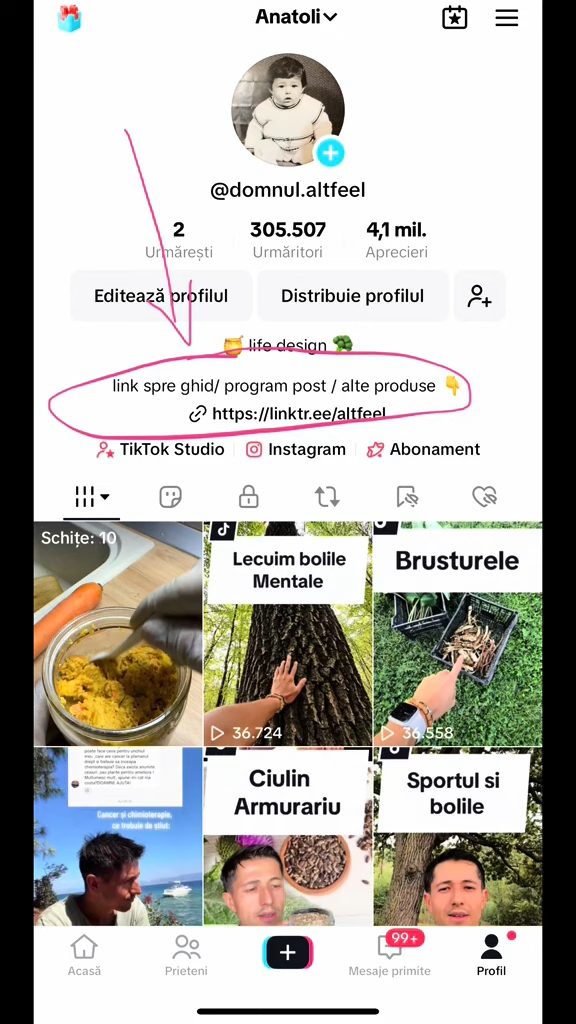 Anatoli
@domnul.altfeel
2 305.507 4,1 mil.
Urmărești Urmăritori Aprecieri
Editează profilul Distribuie profilul
life design
link spre ghid/ program post / alte produse
https://linktr.ee/altfeel
TikTok Studio Instagram Abonament
Schițe: 10
Lecuim bolile
Mentale
36.724
Brusturele
36.558
Cancer și chimioterapie,
ce trebuie de știut:
Ciulin
Armurariu
Sportul si
bolile
99+
Acasă Prieteni Mesaje primite Profil